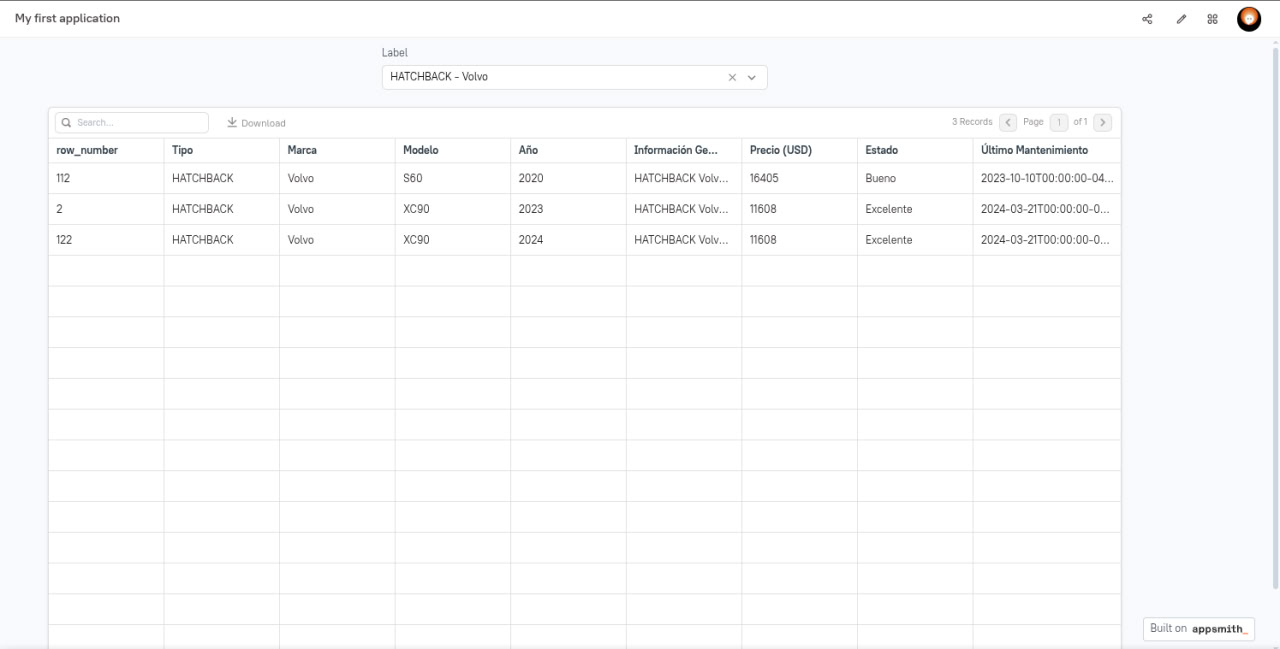 My first application
Label
HATCHBACK - Volvo
Search... Download 3 Records Page 1 of 1
row_number Tipo Marca Modelo Año Información Ge... Precio (USD) Estado Último Mantenimiento
112 HATCHBACK Volvo S60 2020 HATCHBACK Volv... 16405 Bueno 2023-10-10T00:00:00-04...
2 HATCHBACK Volvo XC90 2023 HATCHBACK Volv... 11608 Excelente 2024-03-21T00:00:00-0...
122 HATCHBACK Volvo XC90 2024 HATCHBACK Volv... 11608 Excelente 2024-03-21T00:00:00-0...
Built on appsmith_